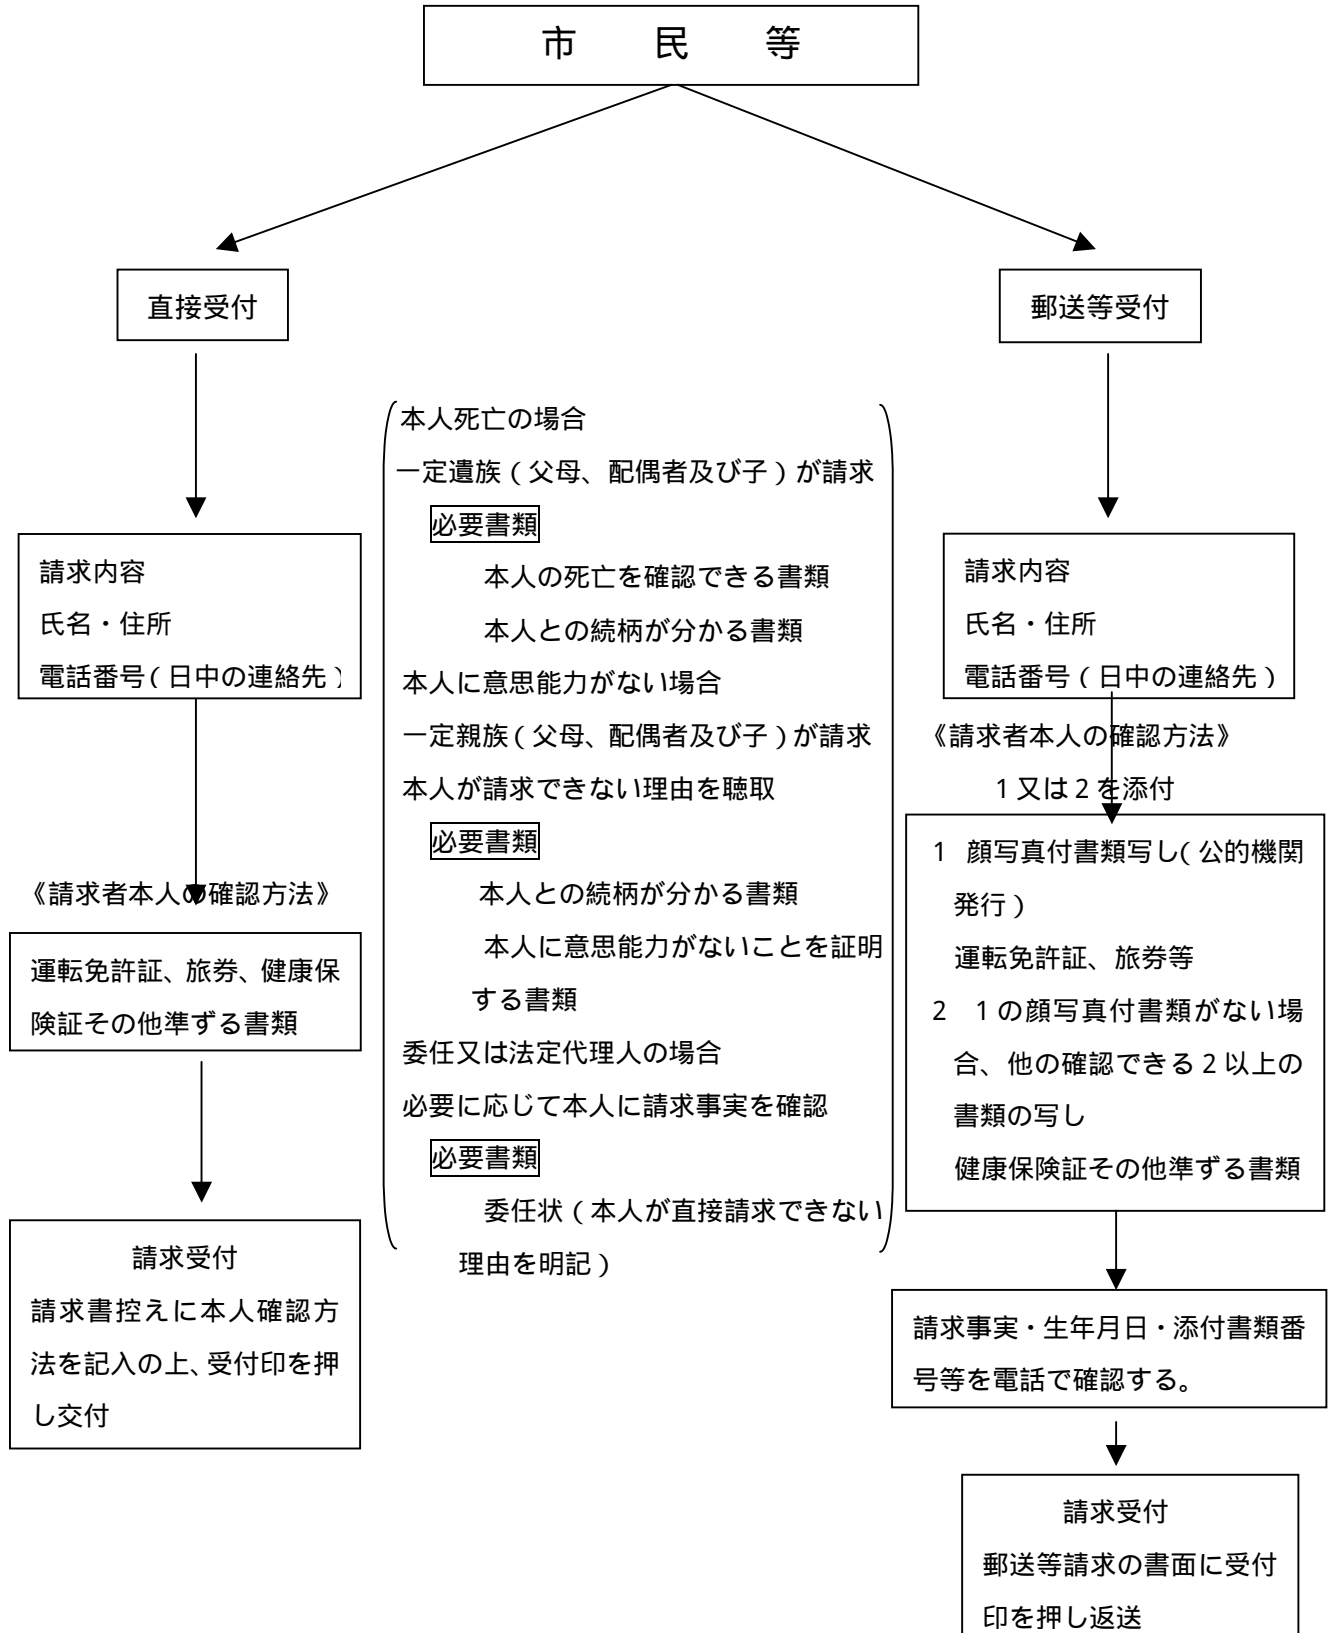 市　民　等
直接受付
請求内容
氏名・住所
電話番号（日中の連絡先）
《請求者本人の確認方法》
運転免許証、旅券、健康保
険証その他準ずる書類
請求受付
請求書控えに本人確認方
法を記入の上、受付印を押
し交付
本人死亡の場合
一定遺族（父母、配偶者及び子）が請求
必要書類
本人の死亡を確認できる書類
本人との続柄が分かる書類
本人に意思能力がない場合
一定親族（父母、配偶者及び子）が請求
本人が請求できない理由を聴取
必要書類
本人との続柄が分かる書類
本人に意思能力がないことを証明
する書類
委任又は法定代理人の場合
必要に応じて本人に請求事実を確認
必要書類
委任状（本人が直接請求できない
理由を明記）
郵送等受付
請求内容
氏名・住所
電話番号（日中の連絡先）
《請求者本人の確認方法》
１又は２を添付
１　顔写真付書類写し（公的機関
発行）
運転免許証、旅券等
２　１の顔写真付書類がない場
合、他の確認できる２以上の
書類の写し
健康保険証その他準ずる書類
請求事実・生年月日・添付書類番
号等を電話で確認する。
請求受付
郵送等請求の書面に受付
印を押し返送